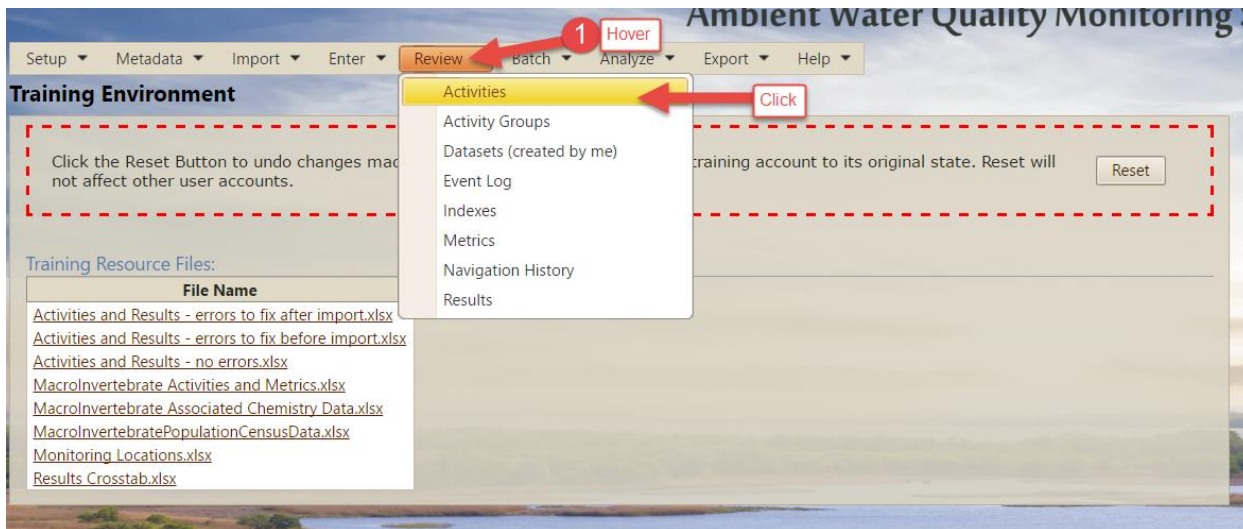 Ambient Water Quality Monitoring
1 Hover
Setup Metadata Import Enter Review Batch Analyze Export Help
Training Environment
Activities
Click
Activity Groups
Datasets (created by me)
Event Log
Indexes
Metrics
Navigation History
Results
Click the Reset Button to undo changes mad training account to its original state. Reset will
not affect other user accounts.
Reset
Training Resource Files:
File Name
Activities and Results - errors to fix after import.xlsx
Activities and Results - errors to fix before import.xlsx
Activities and Results - no errors.xlsx
MacroInvertebrate Activities and Metrics.xlsx
MacroInvertebrate Associated Chemistry Data.xlsx
MacroInvertebratePopulationCensusData.xlsx
Monitoring Locations.xlsx
Results Crosstab.xlsx